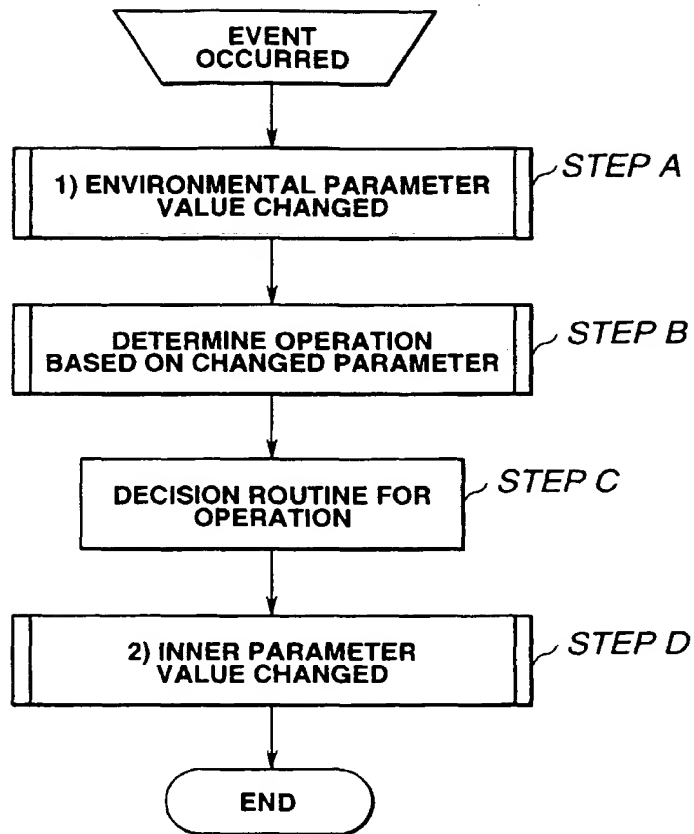 EVENT
OCCURRED
1) ENVIRONMENTAL PARAMETER
VALUE CHANGED
STEP A
DETERMINE OPERATION
BASED ON CHANGED PARAMETER
STEP B
DECISION ROUTINE FOR
OPERATION
STEP C
2) INNER PARAMETER
VALUE CHANGED
STEP D
END